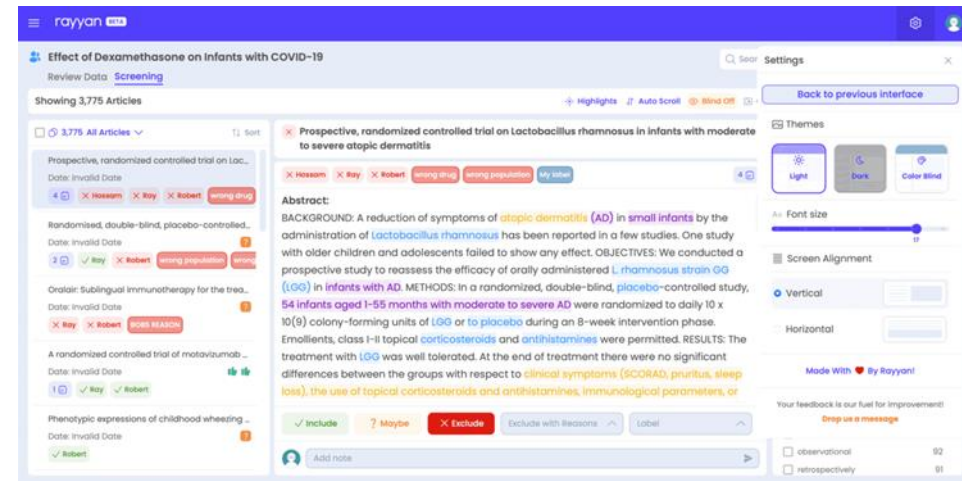 rayyan BETA
Effect of Dexamethasone on Infants with COVID-19
Review Data Screening
Showing 3,775 Articles
Highlights Auto Scroll Blind Off
3,775 All Articles Sort
Prospective, randomized controlled trial on Lac...
Date: Invalid Date
4 Hossam Ray Robert wrong drug
Randomised, double-blind, placebo-controlled...
Date: Invalid Date ?
2 Ray Robert wrong population wrong
Oralair: Sublingual immunotherapy for the trea...
Date: Invalid Date ?
Ray Robert BOBS REASON
A randomized controlled trial of motavizumab ...
Date: Invalid Date
1 Ray Robert
Phenotypic expressions of childhood wheezing ...
Date: Invalid Date ?
Robert
Prospective, randomized controlled trial on Lactobacillus rhamnosus in infants with moderate
to severe atopic dermatitis
Hossam Ray Robert wrong drug wrong population My label 4
Abstract:
BACKGROUND: A reduction of symptoms of atopic dermatitis (AD) in small infants by the
administration of Lactobacillus rhamnosus has been reported in a few studies. One study
with older children and adolescents failed to show any effect. OBJECTIVES: We conducted a
prospective study to reassess the efficacy of orally administered L. rhamnosus strain GG
(LGG) in infants with AD. METHODS: In a randomized, double-blind, placebo-controlled study,
54 infants aged 1-55 months with moderate to severe AD were randomized to daily 10 x
10(9) colony-forming units of LGG or to placebo during an 8-week intervention phase.
Emollients, class I-II topical corticosteroids and antihistamines were permitted. RESULTS: The
treatment with LGG was well tolerated. At the end of treatment there were no significant
differences between the groups with respect to clinical symptoms (SCORAD, pruritus, sleep
loss), the use of topical corticosteroids and antihistamines, immunological parameters, or
Include ? Maybe Exclude Exclude with Reasons Label
Add note
Settings
Back to previous interface
Themes
Light Dark Color Blind
Aa Font size
17
Screen Alignment
Vertical
Horizontal
Made With ❤ By Rayyan!
Your feedback is our fuel for improvement!
Drop us a message
observational 92
retrospectively 91